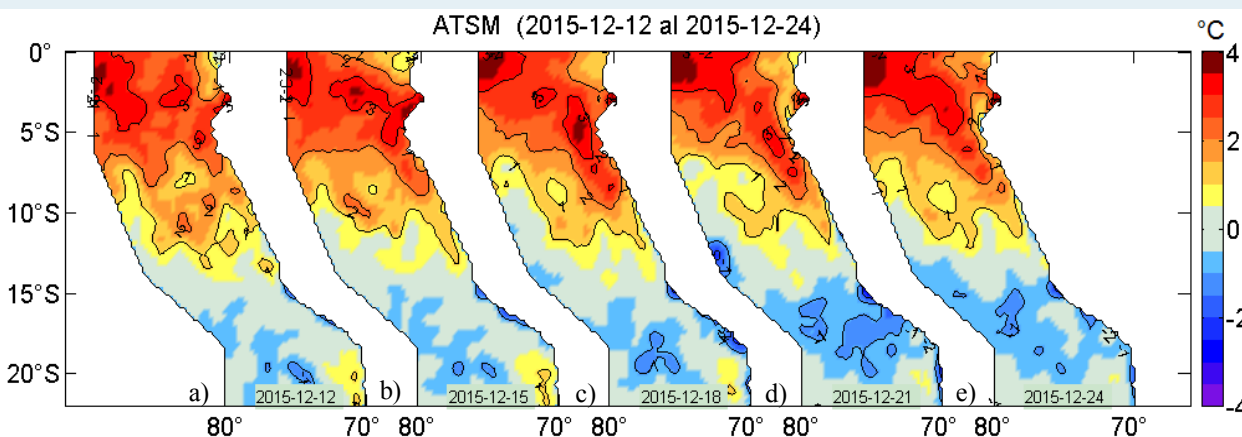 ATSM (2015-12-12 al 2015-12-24)
°C
0°
5°S
10°S
15°S
20°S
4
2
0
-2
-4
a) 2015-12-12
b) 2015-12-15
c) 2015-12-18
d) 2015-12-21
e) 2015-12-24
80° 70° 80° 70° 80° 70° 80° 70° 80° 70°